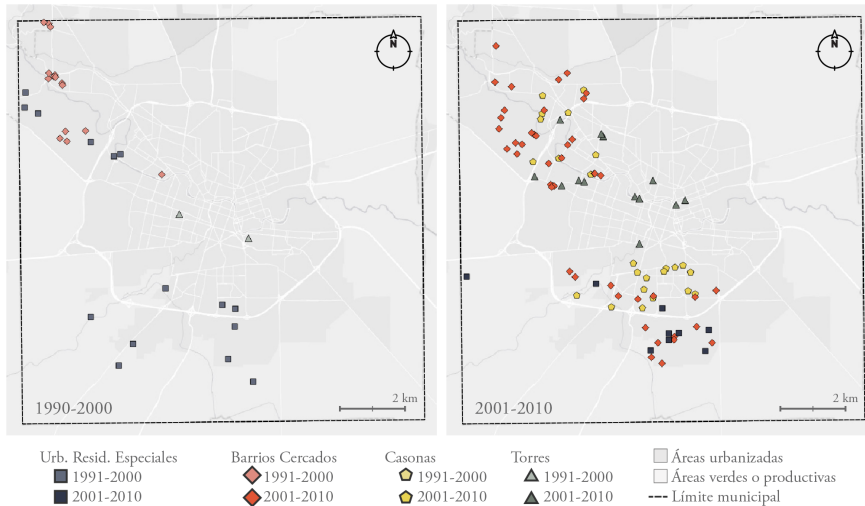 N
N
2 km
1990-2000
2 km
2001-2010
Urb. Resid. Especiales
1991-2000
2001-2010
Barrios Cercados
1991-2000
2001-2010
Casonas
1991-2000
2001-2010
Torres
1991-2000
2001-2010
Áreas urbanizadas
Áreas verdes o productivas
Límite municipal